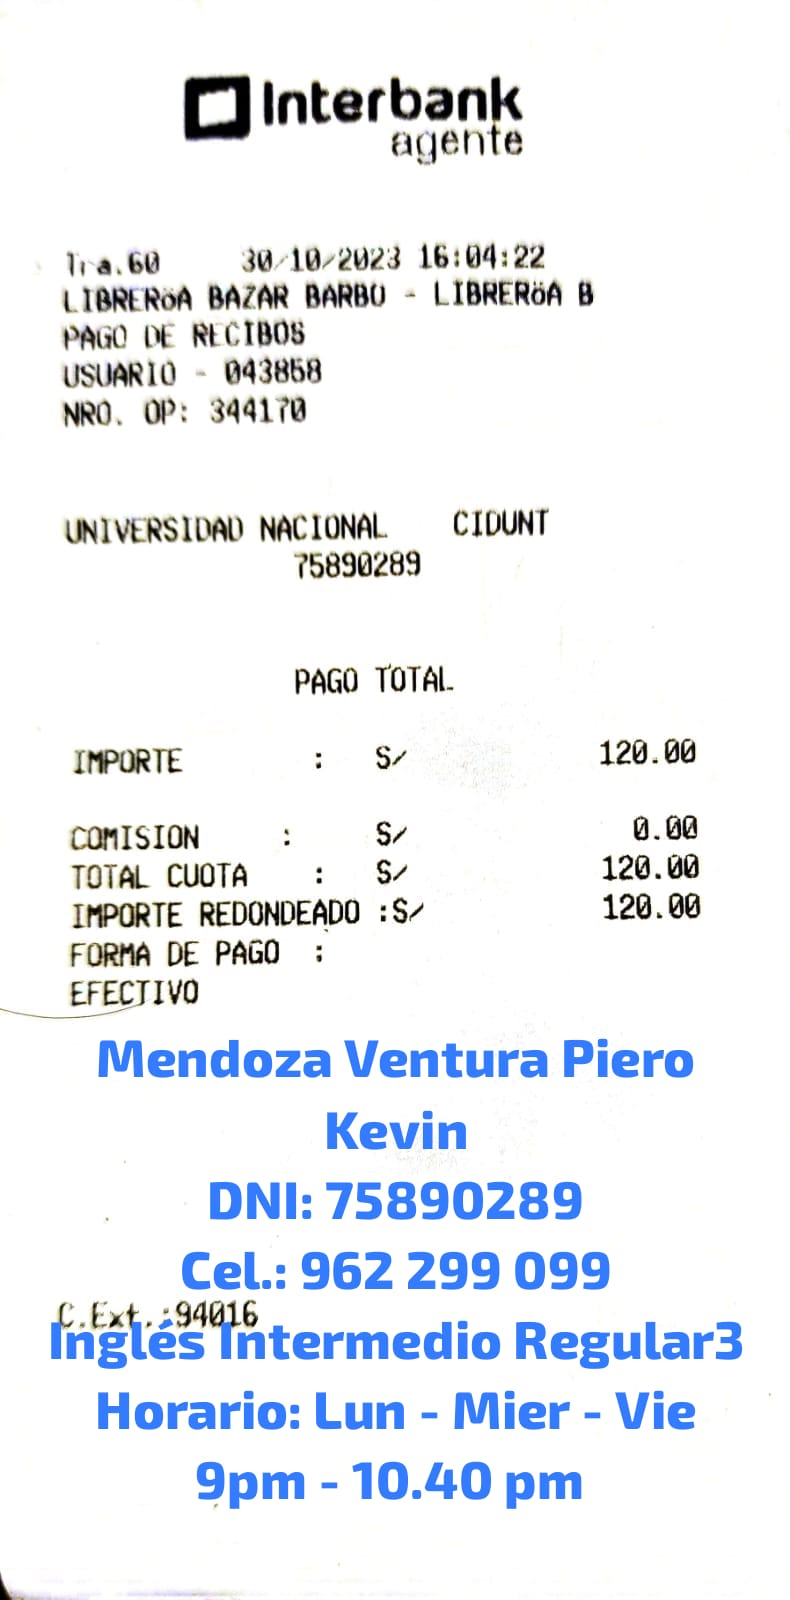 Interbank
agente
Tra.60 30/10/2023 16:04:22
LIBRERöA BAZAR BARBU - LIBRERöA B
PAGO DE RECIBOS
USUARIO - 043858
NRO. OP: 344170
UNIVERSIDAD NACIONAL CIDUNT
75890289
PAGO TOTAL
IMPORTE : S/ 120.00
COMISION : S/ 0.00
TOTAL CUOTA : S/ 120.00
IMPORTE REDONDEADO :S/ 120.00
FORMA DE PAGO :
EFECTIVO
Mendoza Ventura Piero
Kevin
DNI: 75890289
Cel.: 962 299 099
C.Ext.:94016
Inglés Intermedio Regular3
Horario: Lun - Mier - Vie
9pm - 10.40 pm